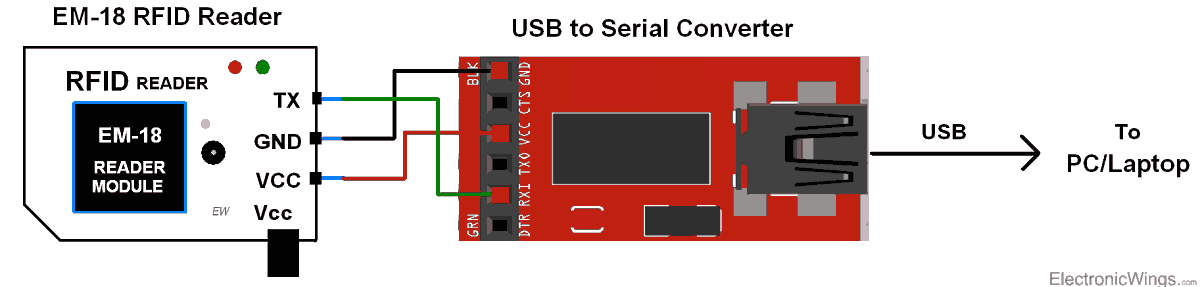 EM-18 RFID Reader
RFID READER
EM-18
READER
MODULE
TX
GND
VCC
EW
Vcc
USB to Serial Converter
BLK
GND
CTS
VCC
TXO
RXI
DTR
GRN
USB
To
PC/Laptop
ElectronicWings.com